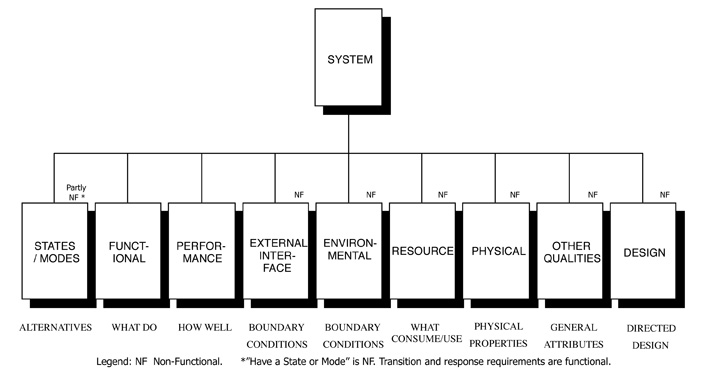 SYSTEM
Partly
NF *
NF
NF
NF
NF
NF
NF
STATES
/ MODES
FUNCT-
IONAL
PERFOR-
MANCE
EXTERNAL
INTER-
FACE
ENVIRON-
MENTAL
RESOURCE
PHYSICAL
OTHER
QUALITIES
DESIGN
ALTERNATIVES
WHAT DO
HOW WELL
BOUNDARY
CONDITIONS
BOUNDARY
CONDITIONS
WHAT
CONSUME/USE
PHYSICAL
PROPERTIES
GENERAL
ATTRIBUTES
DIRECTED
DESIGN
Legend: NF Non-Functional. *"Have a State or Mode" is NF. Transition and response requirements are functional.